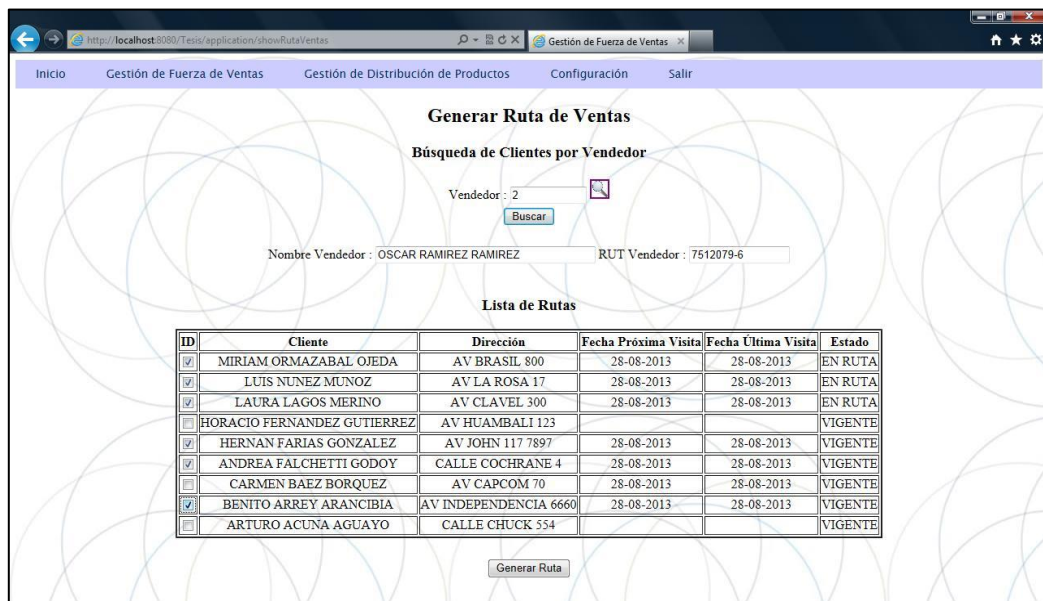 http://localhost:8080/Tesis/application/showRutaVentas
Gestión de Fuerza de Ventas
Inicio Gestión de Fuerza de Ventas Gestión de Distribución de Productos Configuración Salir
Generar Ruta de Ventas
Búsqueda de Clientes por Vendedor
Vendedor : 2
Buscar
Nombre Vendedor : OSCAR RAMIREZ RAMIREZ RUT Vendedor : 7512079-6
Lista de Rutas
ID Cliente Dirección Fecha Próxima Visita Fecha Última Visita Estado
MIRIAM ORMAZABAL OJEDA AV BRASIL 800 28-08-2013 28-08-2013 EN RUTA
LUIS NUNEZ MUNOZ AV LA ROSA 17 28-08-2013 28-08-2013 EN RUTA
LAURA LAGOS MERINO AV CLAVEL 300 28-08-2013 28-08-2013 EN RUTA
HORACIO FERNANDEZ GUTIERREZ AV HUAMBALI 123 VIGENTE
HERNAN FARIAS GONZALEZ AV JOHN 117 7897 28-08-2013 28-08-2013 VIGENTE
ANDREA FALCHETTI GODOY CALLE COCHRANE 4 28-08-2013 28-08-2013 VIGENTE
CARMEN BAEZ BORQUEZ AV CAPCOM 70 VIGENTE
BENITO ARREY ARANCIBIA AV INDEPENDENCIA 6660 28-08-2013 28-08-2013 VIGENTE
ARTURO ACUNA AGUAYO CALLE CHUCK 554 VIGENTE
Generar Ruta